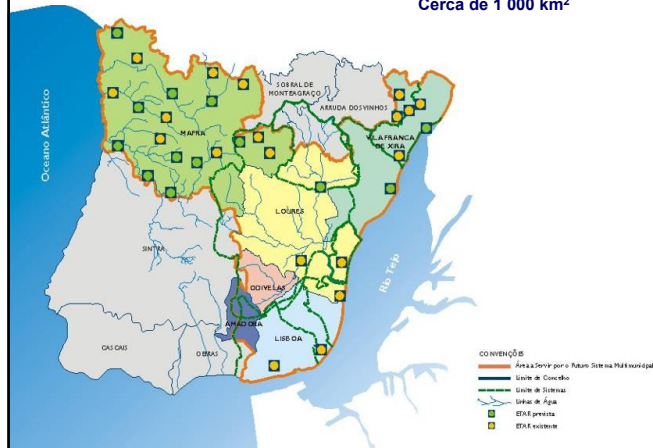 Cerca de 1 000 km²
Oceano Atlântico
SOBRAL DE
MONTEAGRAÇO
ARRUDA DOS VINHOS
MAFRA
VILA FRANCA
DE XIRA
LOURES
SINTRA
Rio Tejo
ODIVELAS
AMADORA
LISBOA
CASCAIS
OEIRAS
CONVENÇÕES
Área a Servir por o Futuro Sistema Multimunicipal
Limite de Concelho
Limite de Sistemas
Linhas de Água
ETAR prevista
ETAR existente